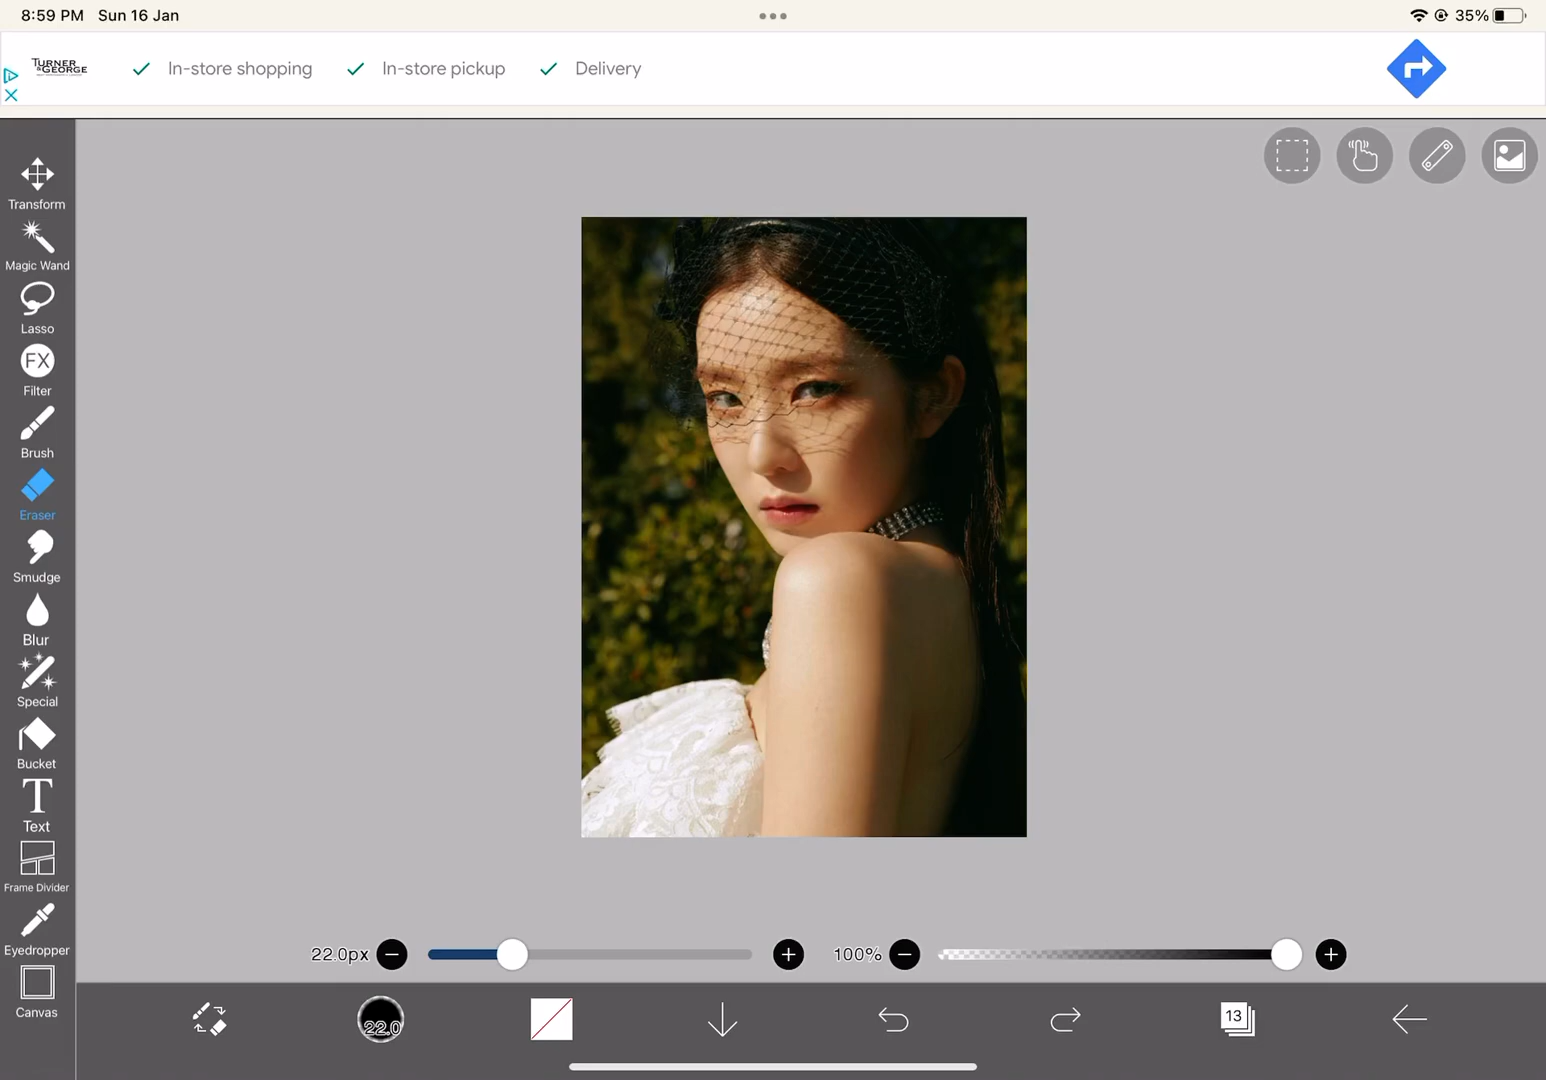 8:59 PM Sun 16 Jan
35%
TURNER
& GEORGE
In-store shopping
In-store pickup
Delivery
Transform
Magic Wand
Lasso
FX
Filter
Brush
Eraser
Smudge
Blur
Special
Bucket
T
Text
Frame Divider
Eyedropper
Canvas
22.0px
100%
22.0
13